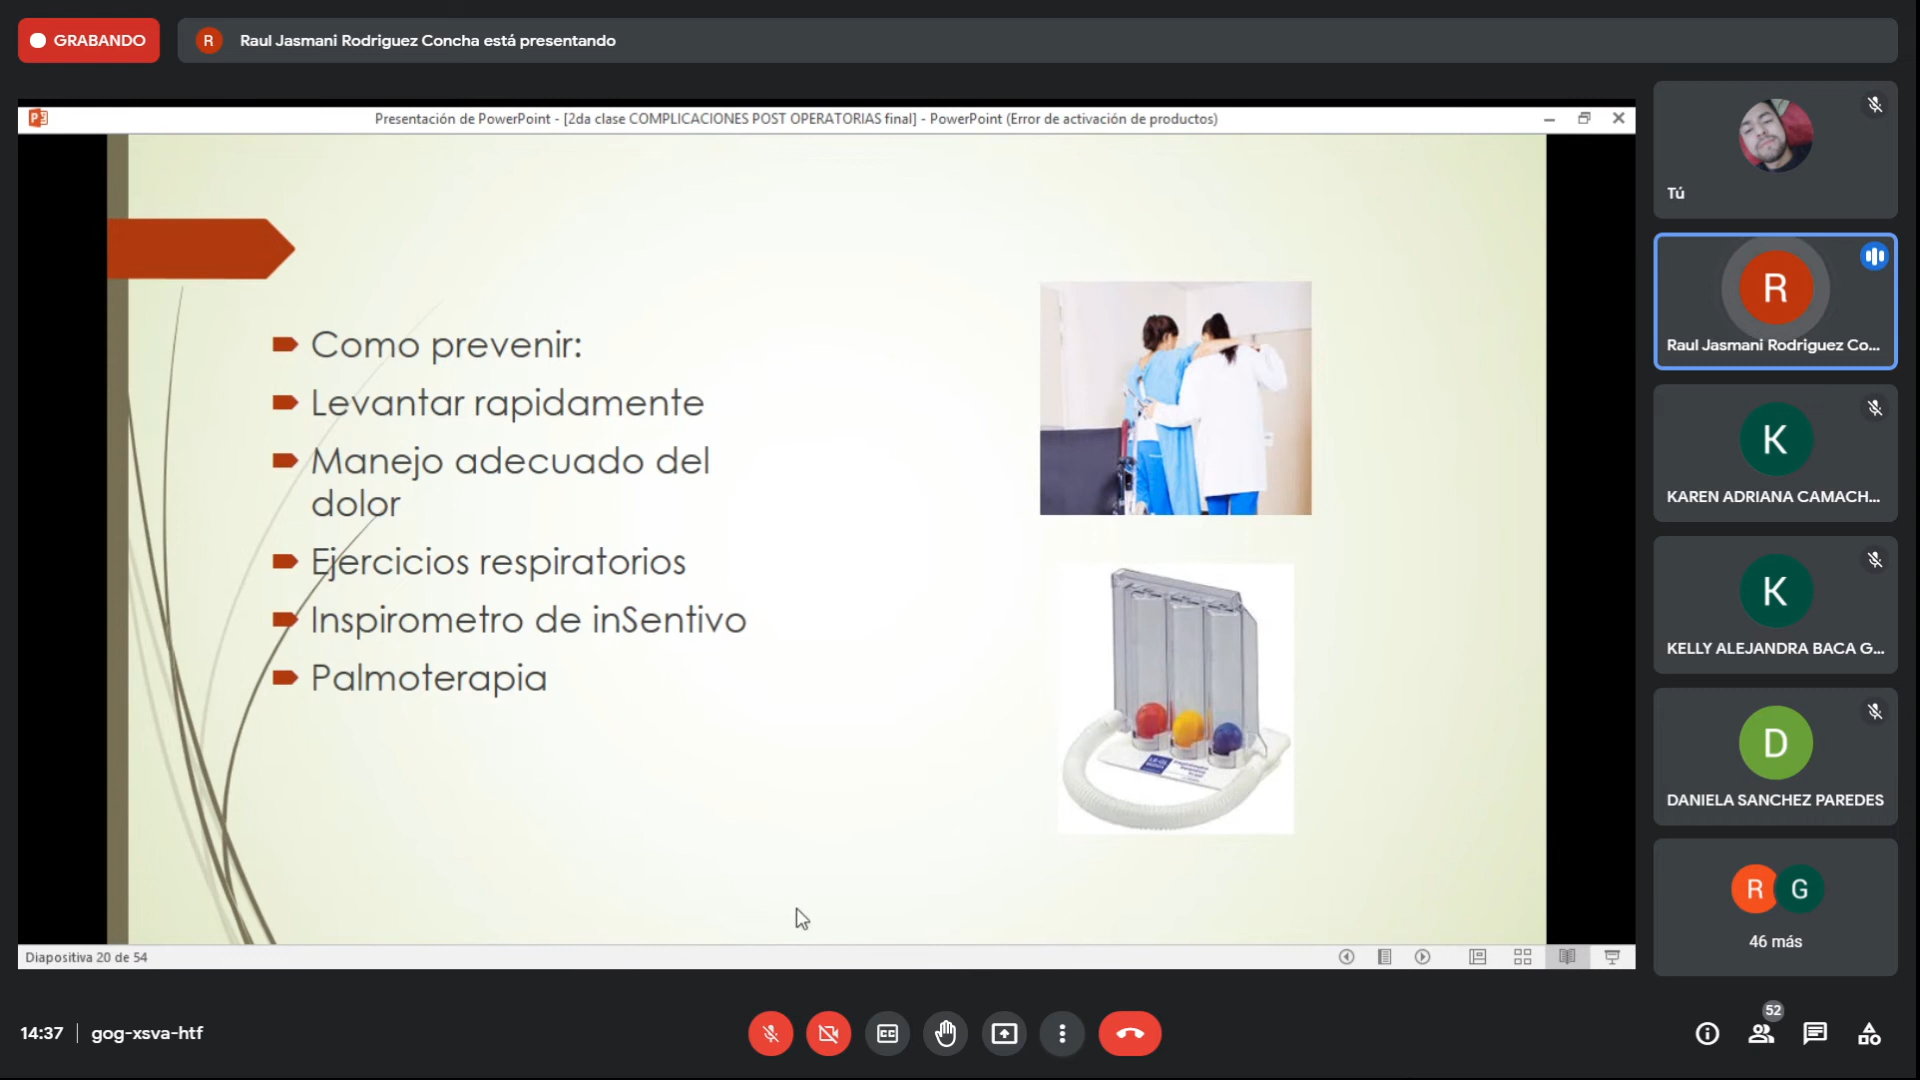 GRABANDO
R
Raul Jasmani Rodriguez Concha está presentando
Presentación de PowerPoint - [2da clase COMPLICACIONES POST OPERATORIAS final] - PowerPoint (Error de activación de productos)
Como prevenir:
Levantar rapidamente
Manejo adecuado del
dolor
Ejercicios respiratorios
Inspirometro de inSentivo
Palmoterapia
Diapositiva 20 de 54
Tú
R
Raul Jasmani Rodriguez Co...
K
KAREN ADRIANA CAMACH...
K
KELLY ALEJANDRA BACA G...
D
DANIELA SANCHEZ PAREDES
R G
46 más
14:37 | gog-xsva-htf
CC
52